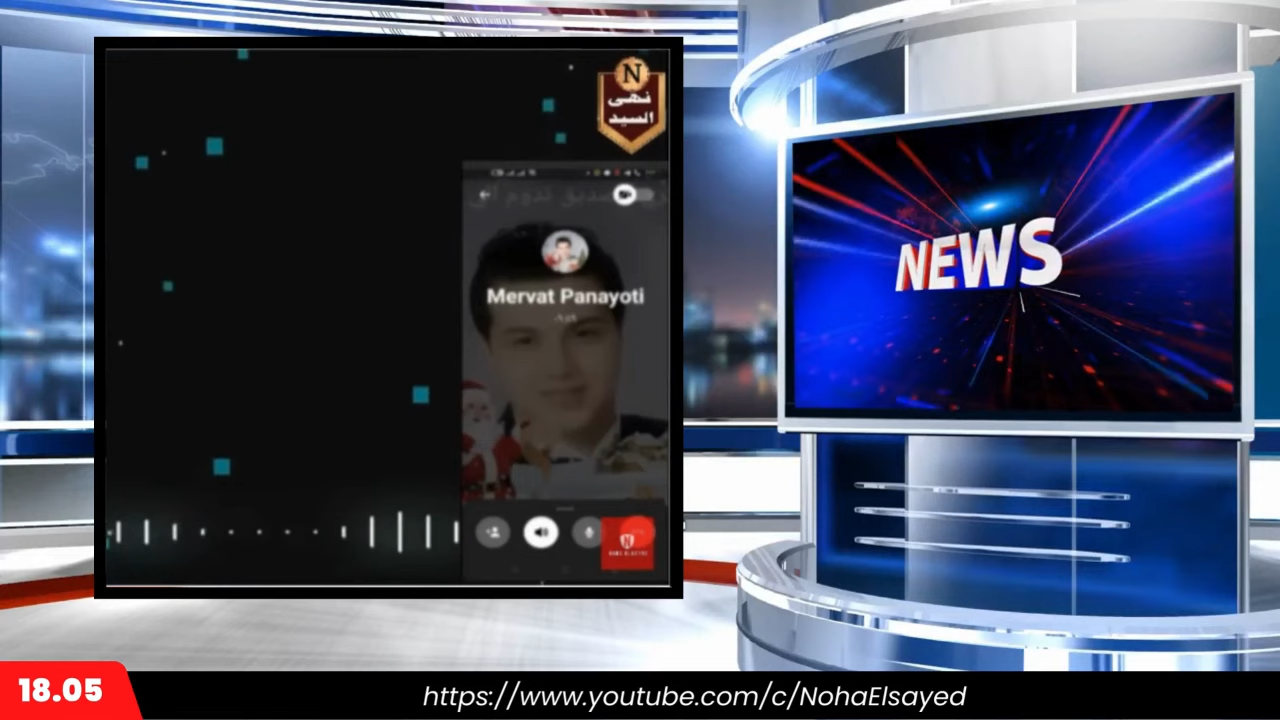 N
نهى
السيد
Mervat Panayoti
NEWS
18.05
https://www.youtube.com/c/NohaElsayed